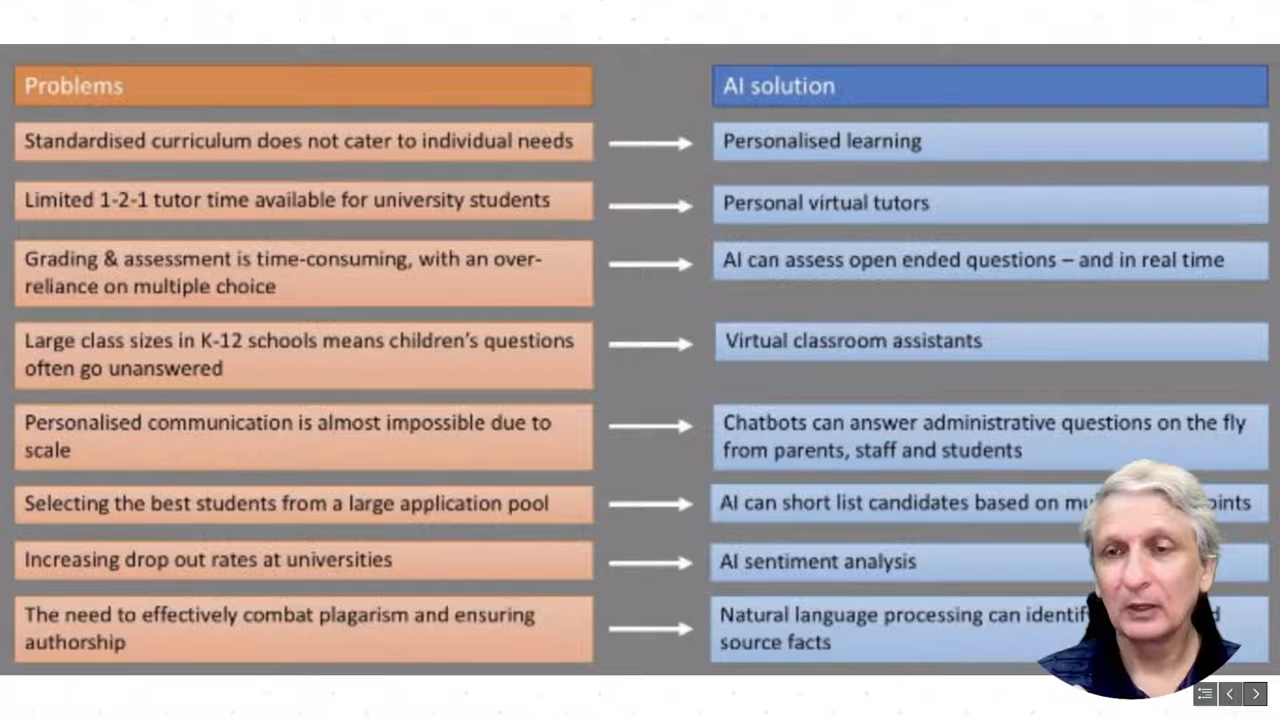 Problems
AI solution
Standardised curriculum does not cater to individual needs
Personalised learning
Limited 1-2-1 tutor time available for university students
Personal virtual tutors
Grading & assessment is time-consuming, with an over-
reliance on multiple choice
AI can assess open ended questions – and in real time
Large class sizes in K-12 schools means children's questions
often go unanswered
Virtual classroom assistants
Personalised communication is almost impossible due to
scale
Chatbots can answer administrative questions on the fly
from parents, staff and students
Selecting the best students from a large application pool
AI can short list candidates based on
Increasing drop out rates at universities
AI sentiment analysis
The need to effectively combat plagarism and ensuring
authorship
Natural language processing can
source facts